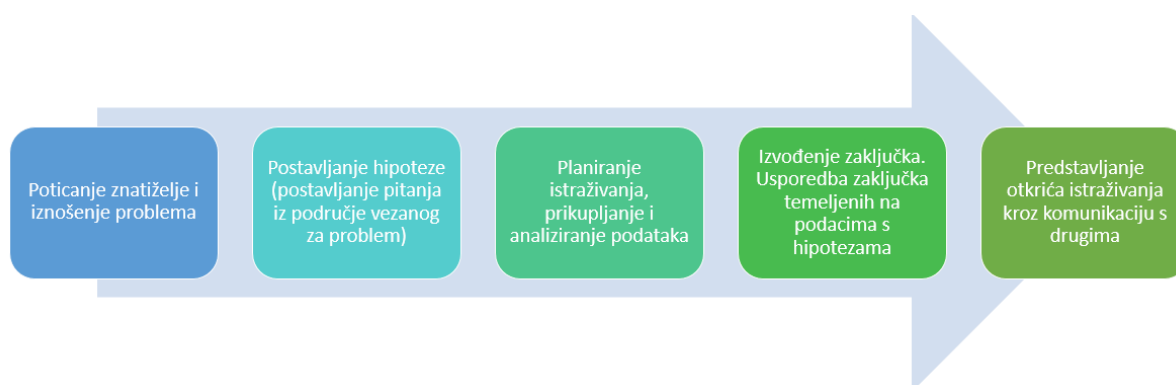 Poticanje znatiželje i
iznošenje problema
Postavljanje hipoteze
(postavljanje pitanja
iz područje vezanog
za problem)
Planiranje
istraživanja,
prikupljanje i
analiziranje podataka
Izvođenje zaključka.
Usporedba zaključka
temeljenih na
podacima s
hipotezama
Predstavljanje
otkrića istraživanja
kroz komunikaciju s
drugima